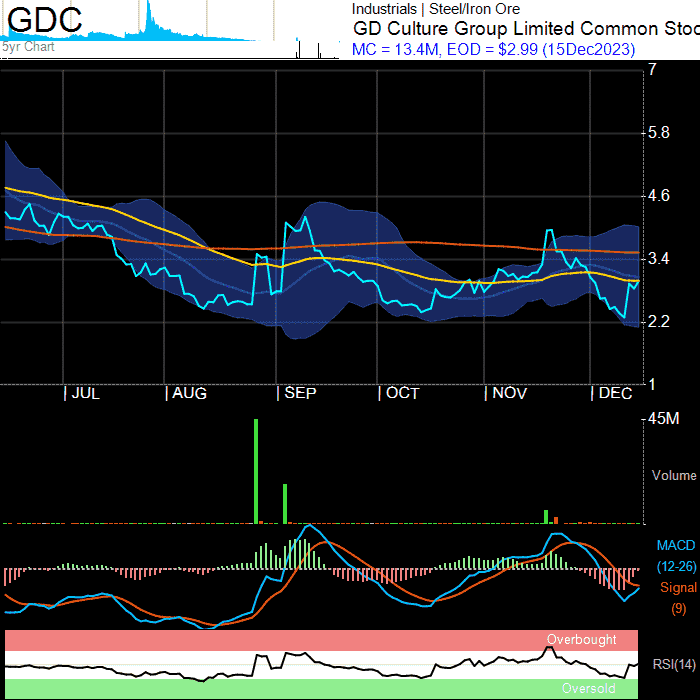 GDC
5yr Chart
Industrials | Steel/Iron Ore
GD Culture Group Limited Common Stoc
MC = 13.4M, EOD = $2.99 (15Dec2023)
7
5.8
4.6
3.4
2.2
1
| JUL | AUG | SEP | OCT | NOV | DEC
45M
Volume
MACD
(12-26)
Signal
(9)
Overbought
RSI(14)
Oversold